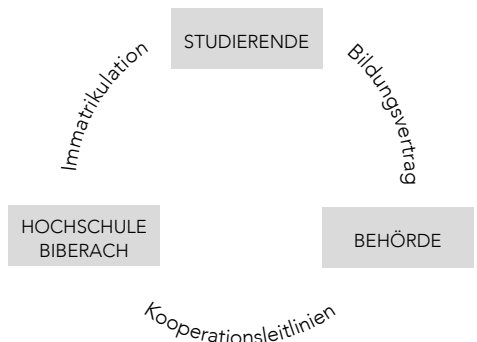 STUDIERENDE
Immatrikulation
Bildungsvertrag
HOCHSCHULE
BIBERACH
BEHÖRDE
Kooperationsleitlinien